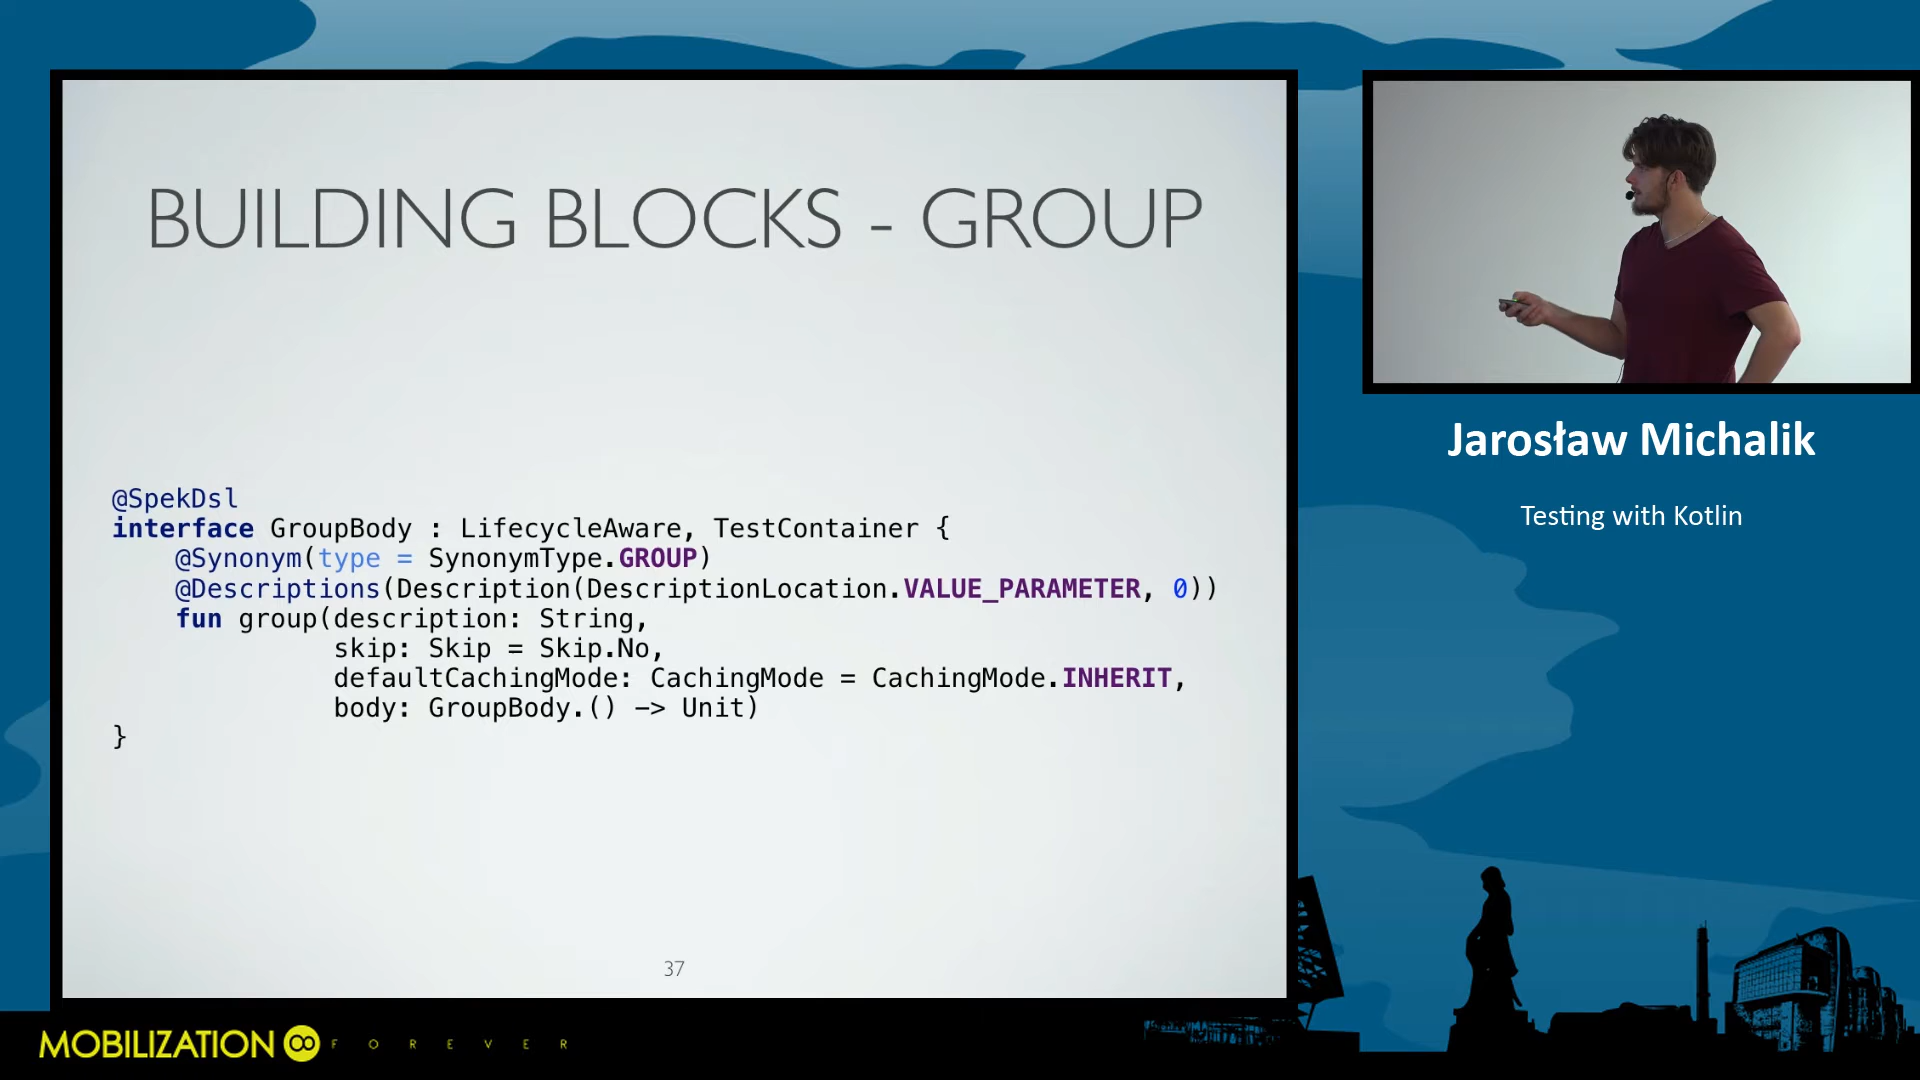 BUILDING BLOCKS - GROUP
@SpekDsl
interface GroupBody : LifecycleAware, TestContainer {
    @Synonym(type = SynonymType.GROUP)
    @Descriptions(Description(DescriptionLocation.VALUE_PARAMETER, 0))
    fun group(description: String,
              skip: Skip = Skip.No,
              defaultCachingMode: CachingMode = CachingMode.INHERIT,
              body: GroupBody.() -> Unit)
}
37
Jarosław Michalik
Testing with Kotlin
MOBILIZATION
F O R E V E R